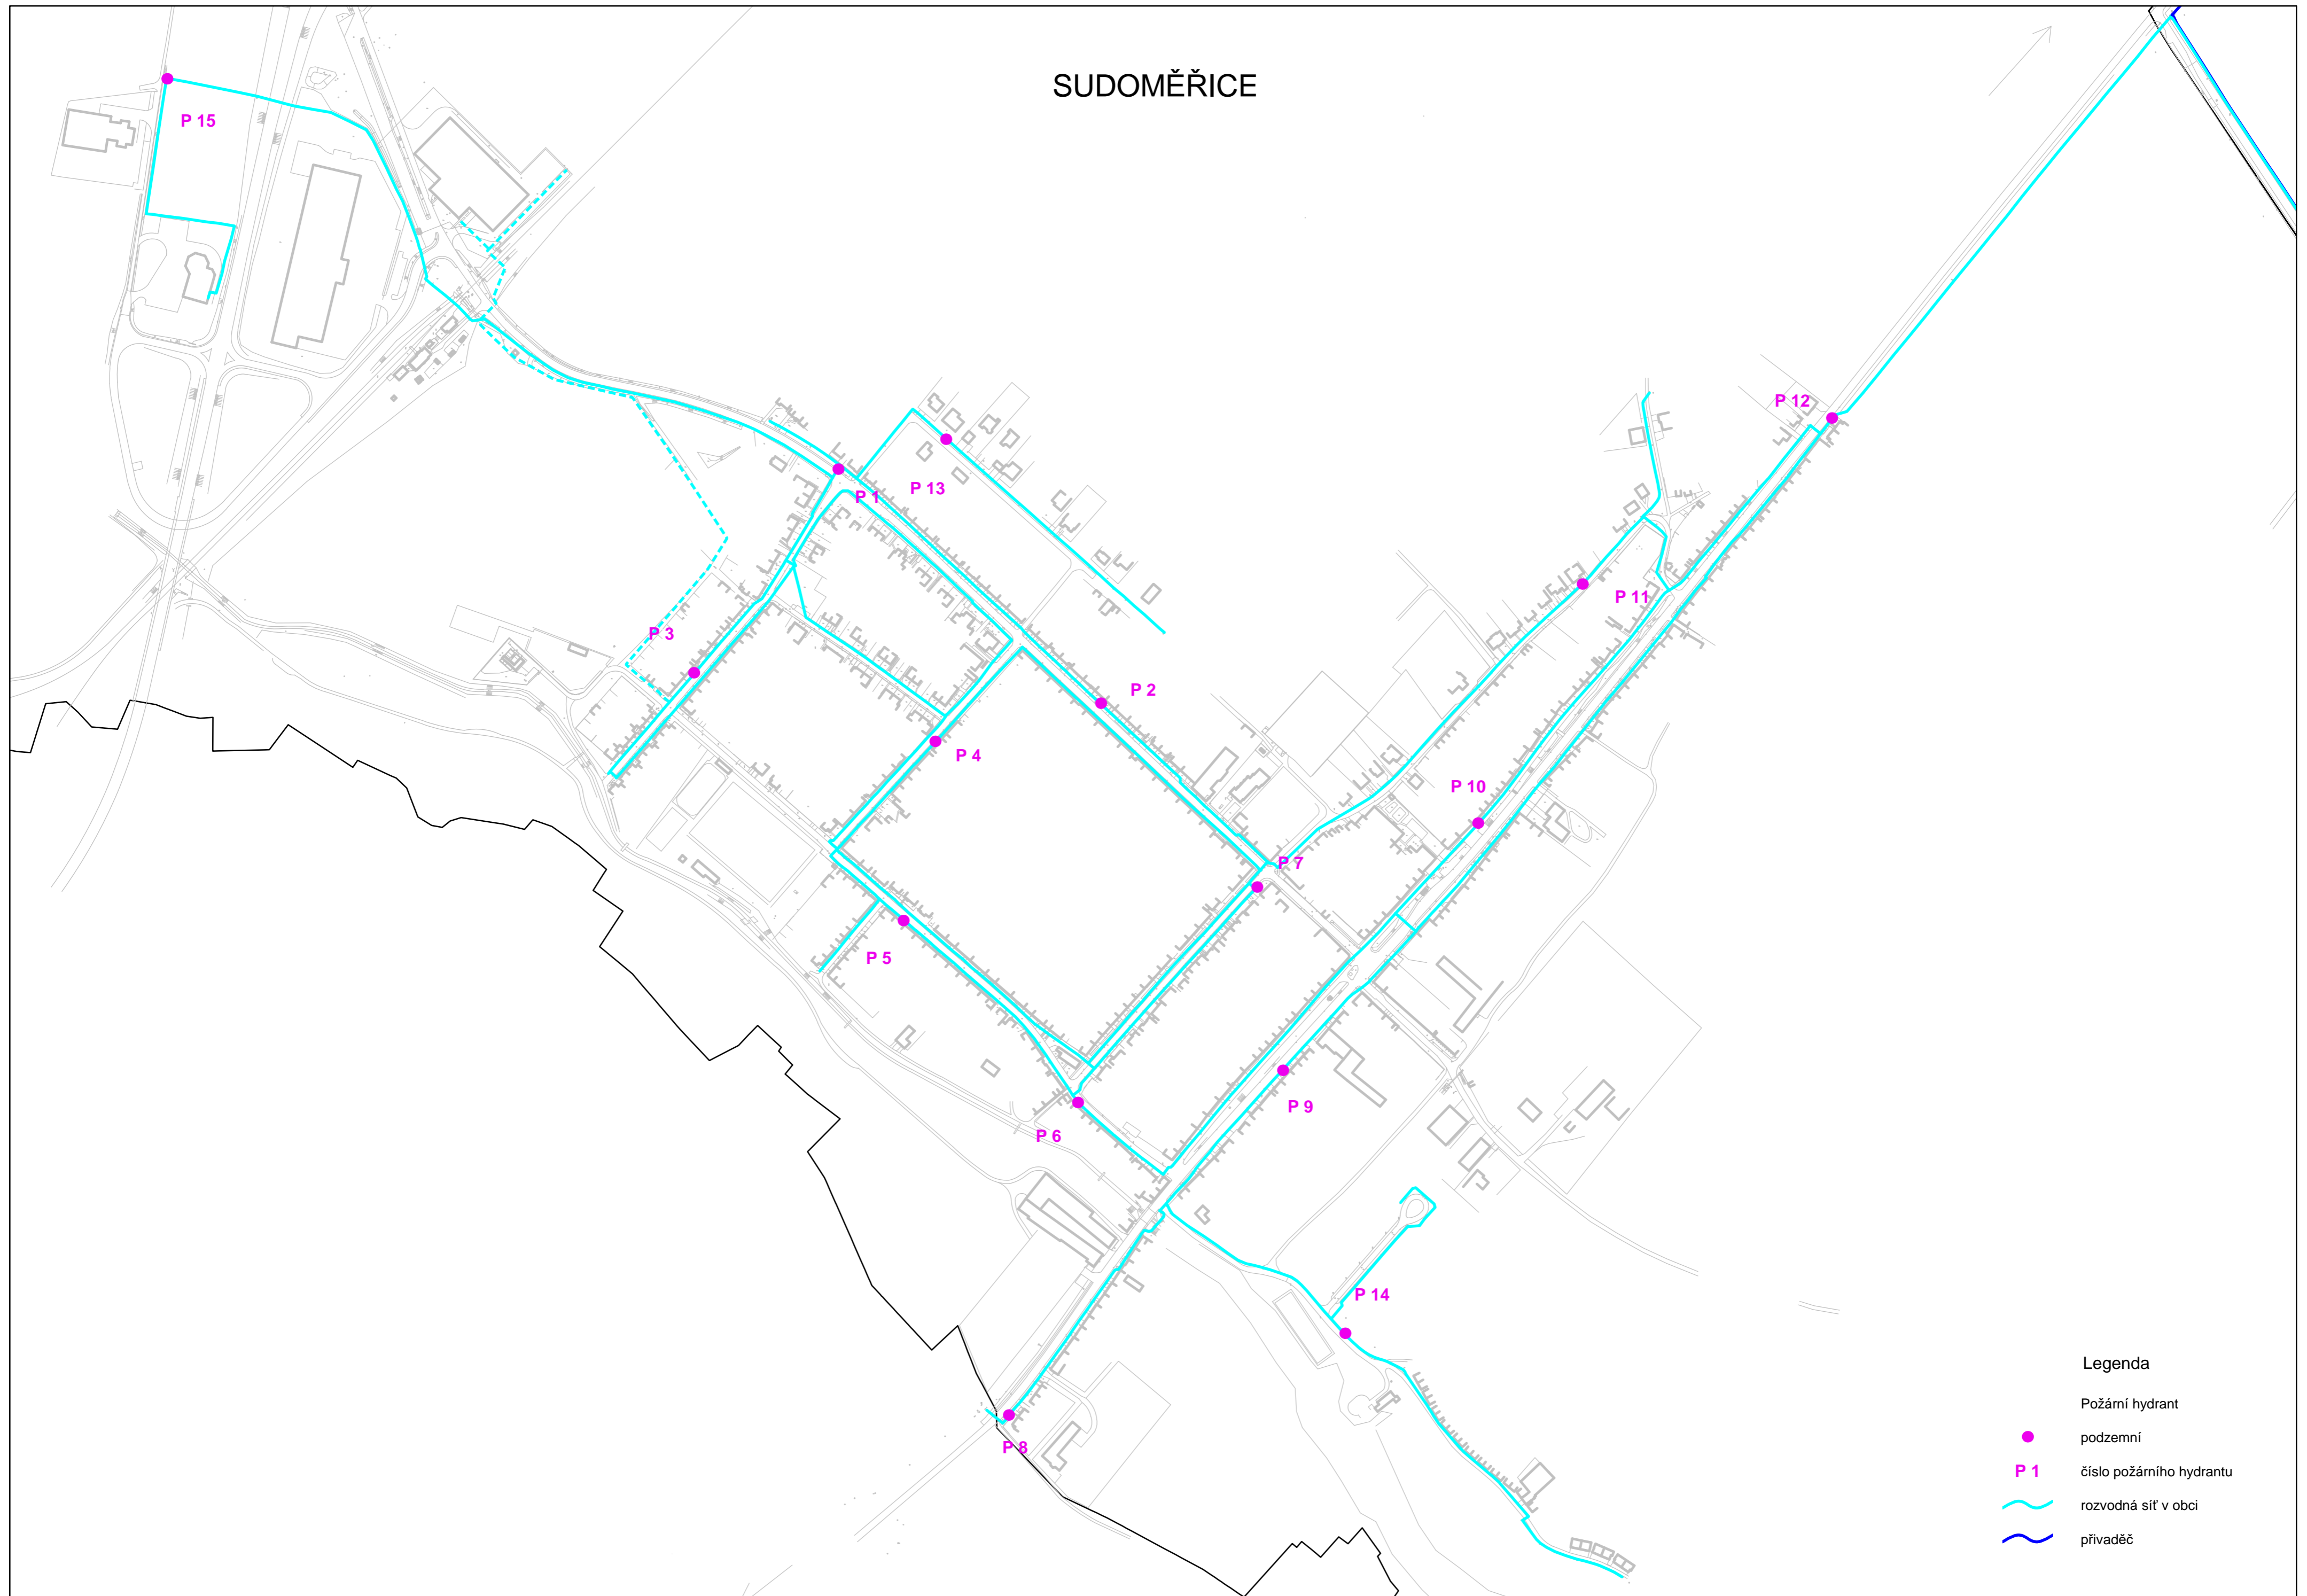 SUDOMĚŘICE
P 15
P 12
P 1
P 13
P 11
P 3
P 2
P 4
P 10
P 7
P 5
P 9
P 6
P 14
P 8
Legenda
Požární hydrant
podzemní
P 1 číslo požárního hydrantu
rozvodná síť v obci
přivaděč